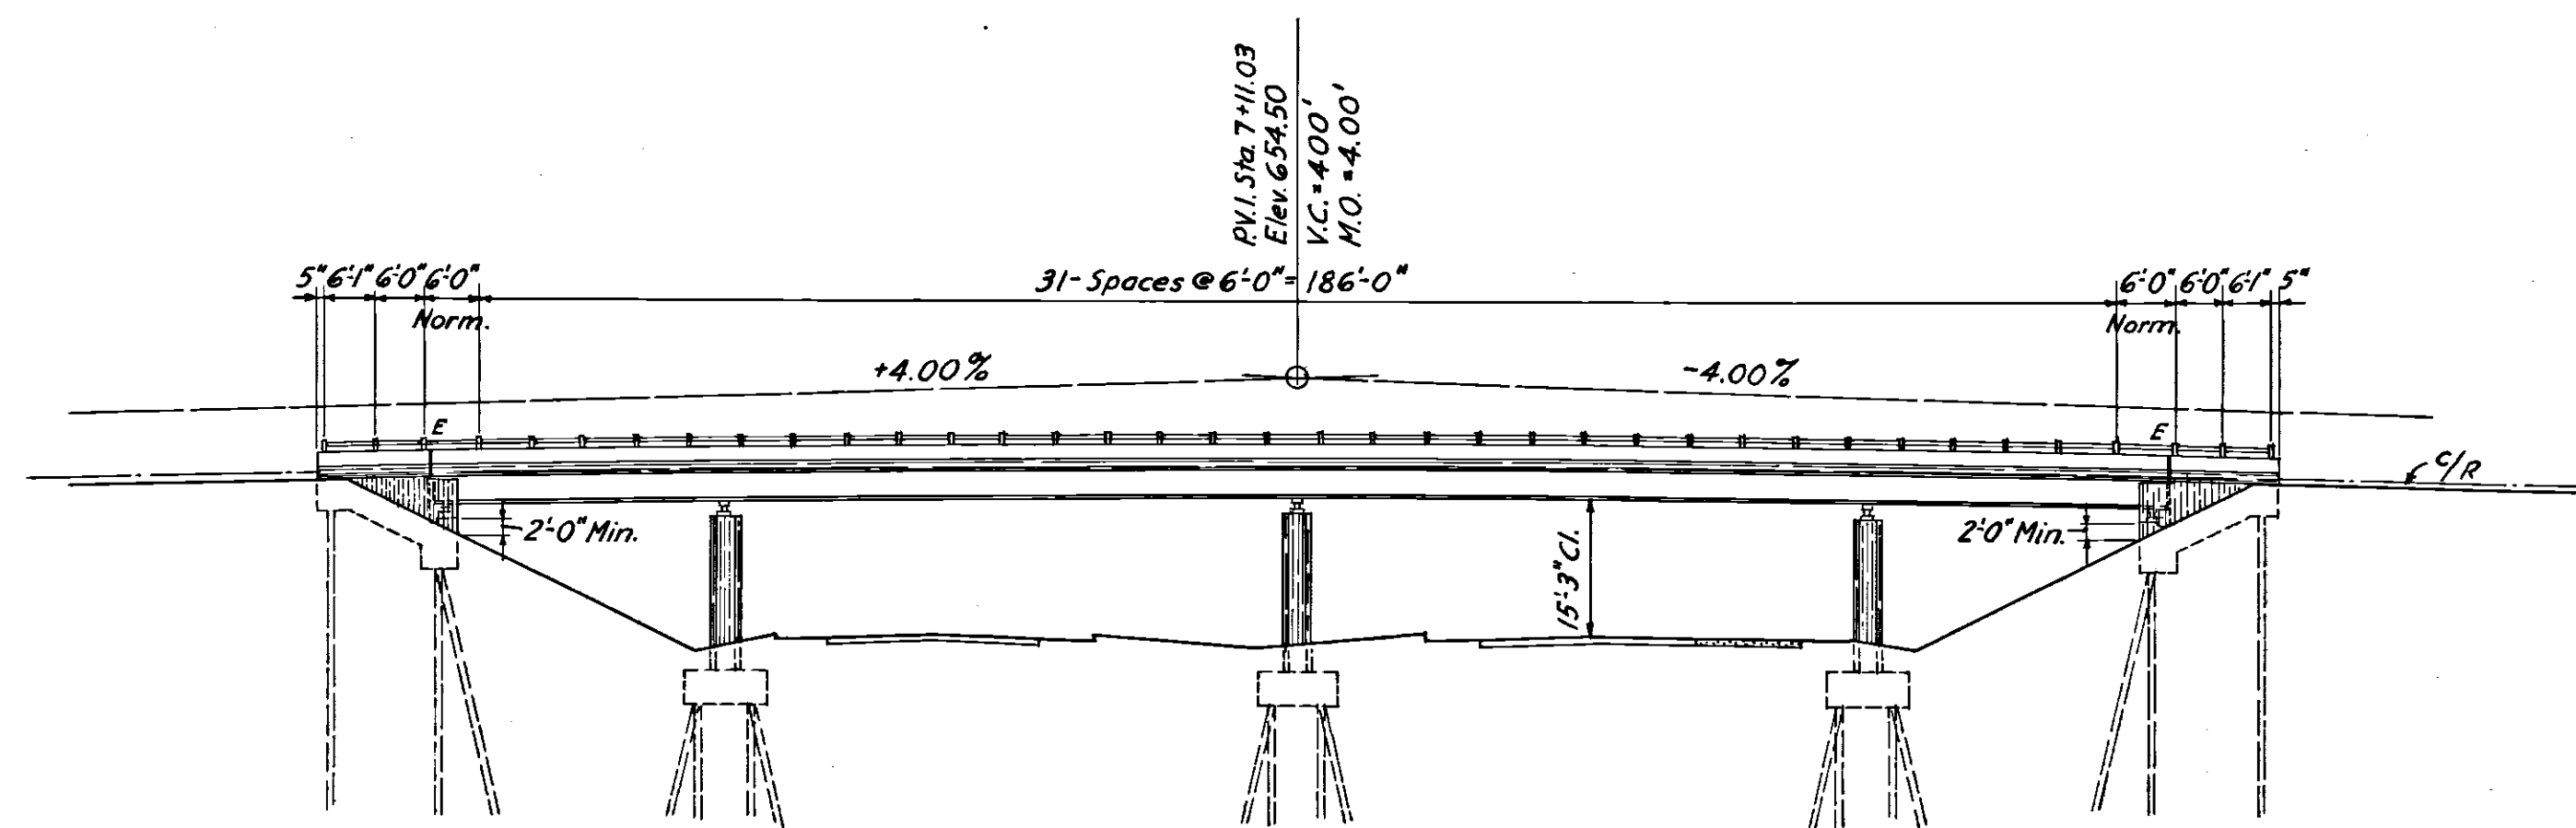 P.V.I. Sta. 7+11.03
Elev. 654.50
V.C. = 400'
M.O. = 4.00'
5" 6'-1" 6'-0" 6'-0"
Norm.
31-Spaces @ 6'-0" = 186'-0"
6'-0" 6'-0" 6'-1" 5"
Norm.
+4.00%
-4.00%
E
E
C/R
2'-0" Min.
15'-3" Cl.
2'-0" Min.